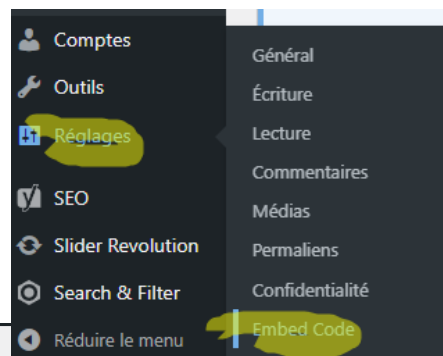 Comptes
Outils
Réglages
SEO
Slider Revolution
Search & Filter
Réduire le menu
Général
Écriture
Lecture
Commentaires
Médias
Permaliens
Confidentialité
Embed Code